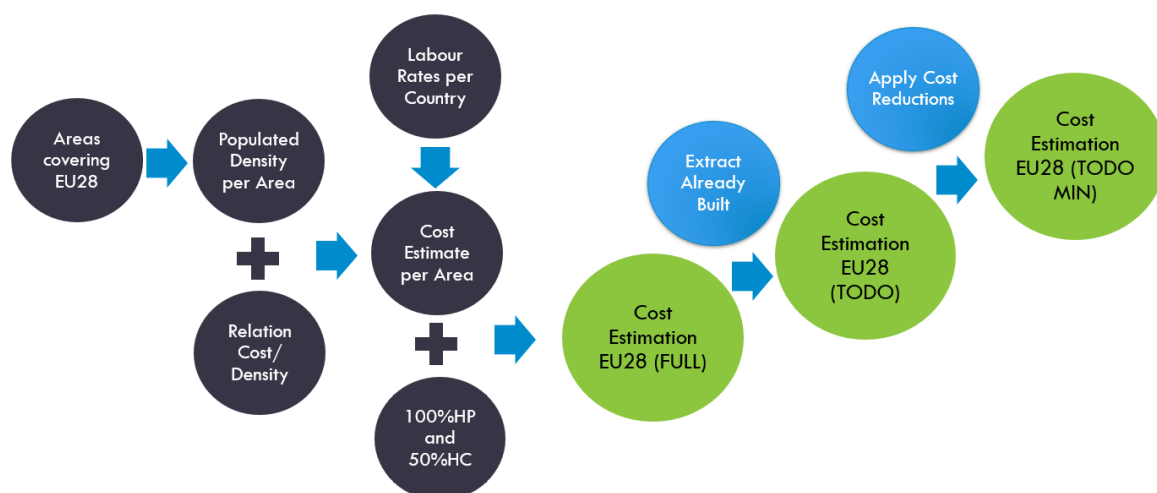 Areas
covering
EU28
Populated
Density
per Area
Relation
Cost/
Density
Labour
Rates per
Country
Cost
Estimate
per Area
100%HP
and
50%HC
Cost
Estimation
EU28 (FULL)
Extract
Already
Built
Cost
Estimation
EU28
(TODO)
Apply Cost
Reductions
Cost
Estimation
EU28 (TODO
MIN)